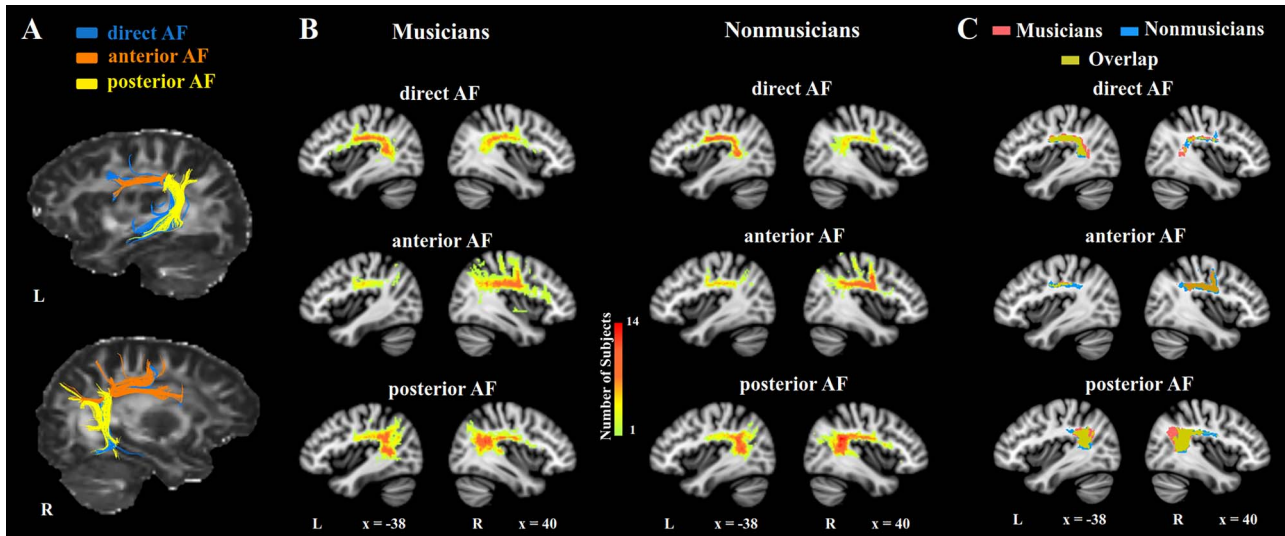 A
direct AF
anterior AF
posterior AF
L
R
B
Musicians
Nonmusicians
direct AF
direct AF
anterior AF
anterior AF
posterior AF
posterior AF
Number of Subjects
14
1
L x = -38 R x = 40
L x = -38 R x = 40
C
Musicians Nonmusicians
Overlap
direct AF
anterior AF
posterior AF
L x = -38 R x = 40